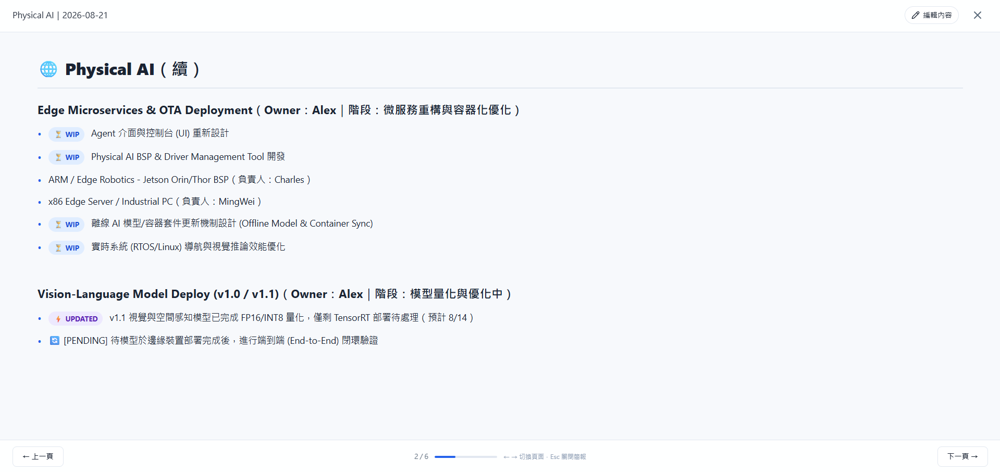 Physical AI | 2026-08-21
編輯內容
Physical AI（續）
Edge Microservices & OTA Deployment（Owner：Alex｜階段：微服務重構與容器化優化）
• WIP Agent 介面與控制台 (UI) 重新設計
• WIP Physical AI BSP & Driver Management Tool 開發
• ARM / Edge Robotics - Jetson Orin/Thor BSP（負責人：Charles）
• x86 Edge Server / Industrial PC（負責人：MingWei）
• WIP 離線 AI 模型/容器套件更新機制設計 (Offline Model & Container Sync)
• WIP 實時系統 (RTOS/Linux) 導航與視覺推論效能優化
Vision-Language Model Deploy (v1.0 / v1.1)（Owner：Alex｜階段：模型量化與優化中）
• UPDATED v1.1 視覺與空間感知模型已完成 FP16/INT8 量化，僅剩 TensorRT 部署待處理（預計 8/14）
• [PENDING] 待模型於邊緣裝置部署完成後，進行端到端 (End-to-End) 閉環驗證
← 上一頁
2 / 6
←→ 切換頁面 · Esc 關閉簡報
下一頁 →